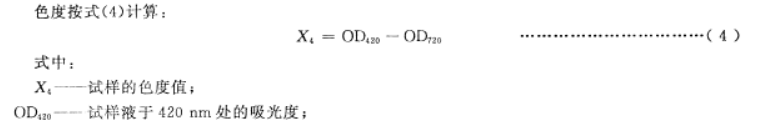 色度按式(4)计算：
X₄ = OD₄₂₀ － OD₇₂₀ ……………………………( 4 )
式中：
X₄——试样的色度值；
OD₄₂₀——试样液于 420 nm 处的吸光度；